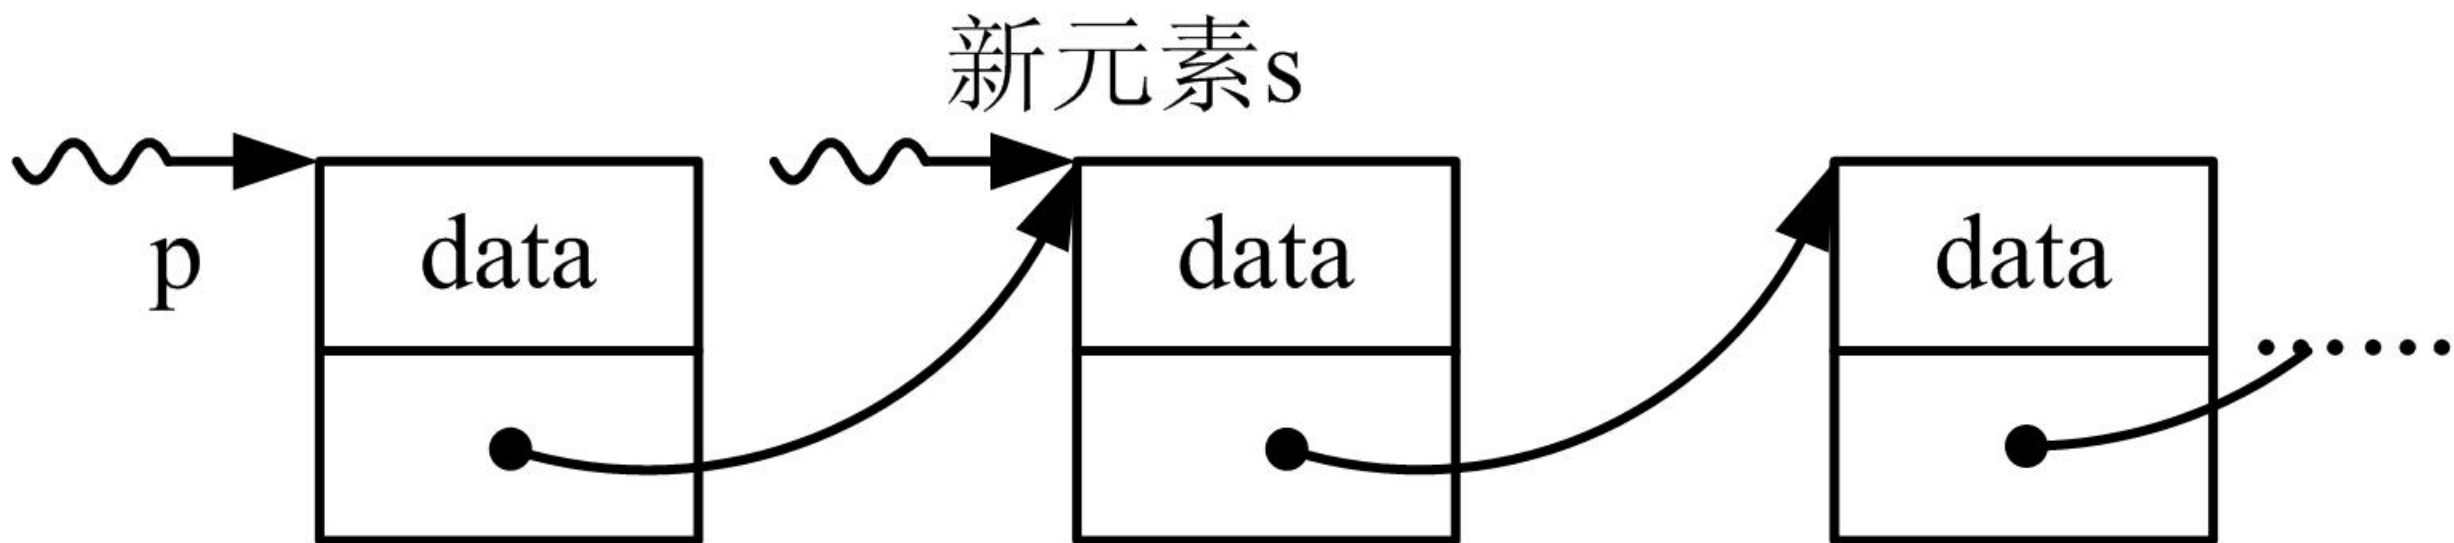 新元素s
p
data
data
data
......